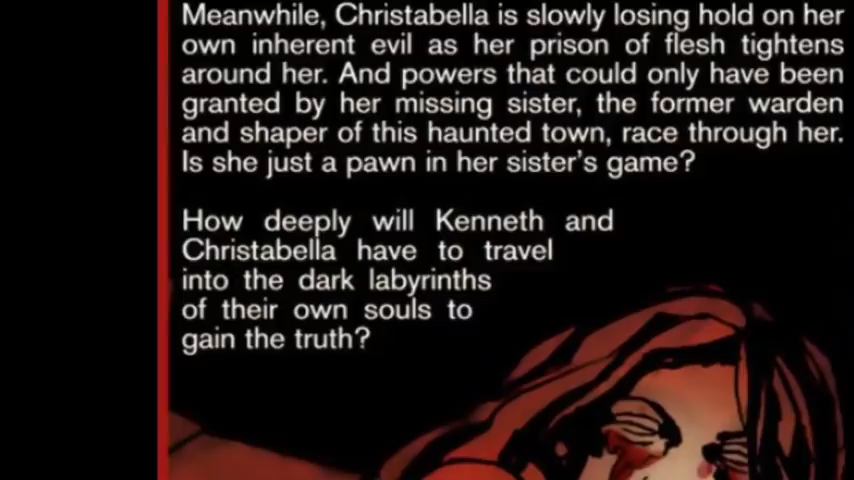 Meanwhile, Christabella is slowly losing hold on her
own inherent evil as her prison of flesh tightens
around her. And powers that could only have been
granted by her missing sister, the former warden
and shaper of this haunted town, race through her.
Is she just a pawn in her sister's game?
How deeply will Kenneth and
Christabella have to travel
into the dark labyrinths
of their own souls to
gain the truth?